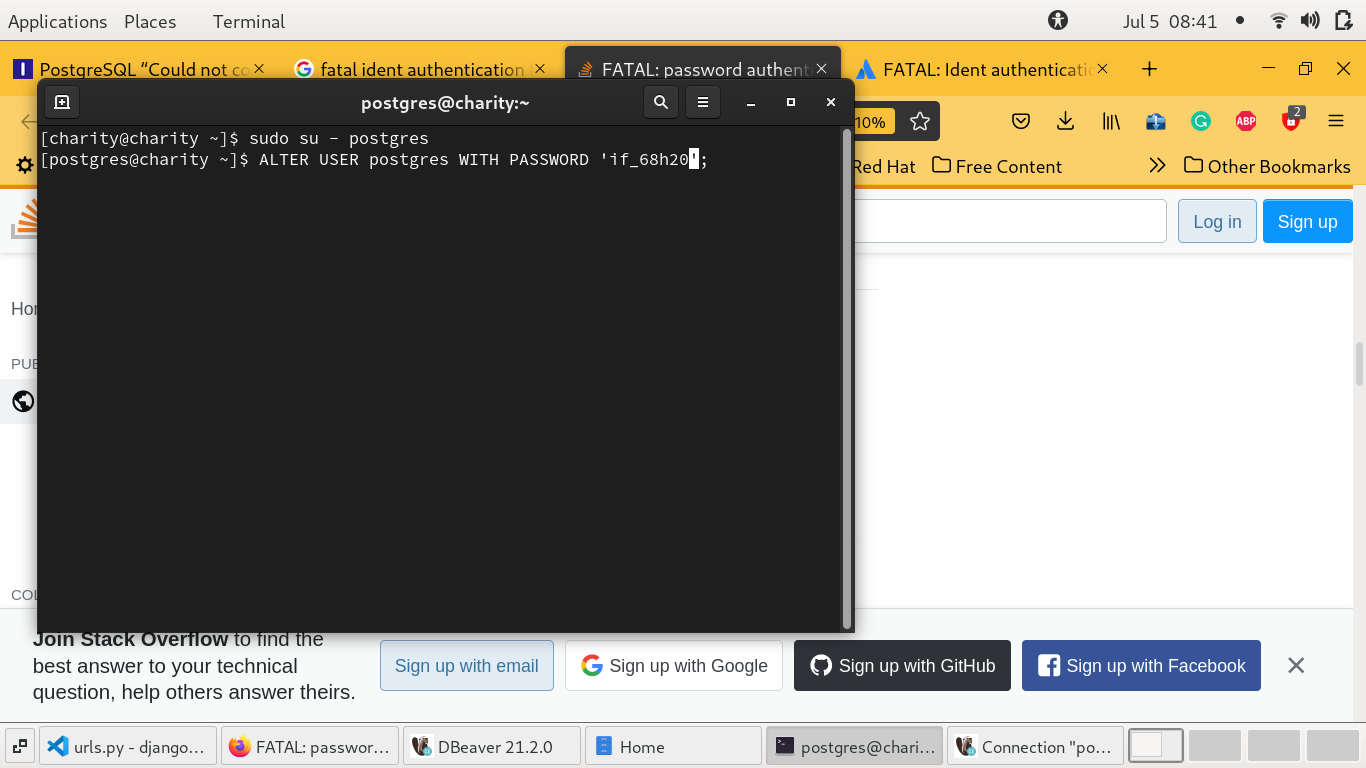 Applications Places Terminal Jul 5 08:41
PostgreSQL “Could not co
fatal ident authentication
FATAL: password authent
FATAL: Ident authenticati
postgres@charity:~
10%
ABP
2
[charity@charity ~]$ sudo su - postgres
[postgres@charity ~]$ ALTER USER postgres WITH PASSWORD 'if_68h20';
Red Hat
Free Content
Other Bookmarks
Log in
Sign up
Hom
PUB
COL
Join Stack Overflow to find the
best answer to your technical
question, help others answer theirs.
Sign up with email
Sign up with Google
Sign up with GitHub
Sign up with Facebook
urls.py - django...
FATAL: passwor...
DBeaver 21.2.0
Home
postgres@chari...
Connection "po...